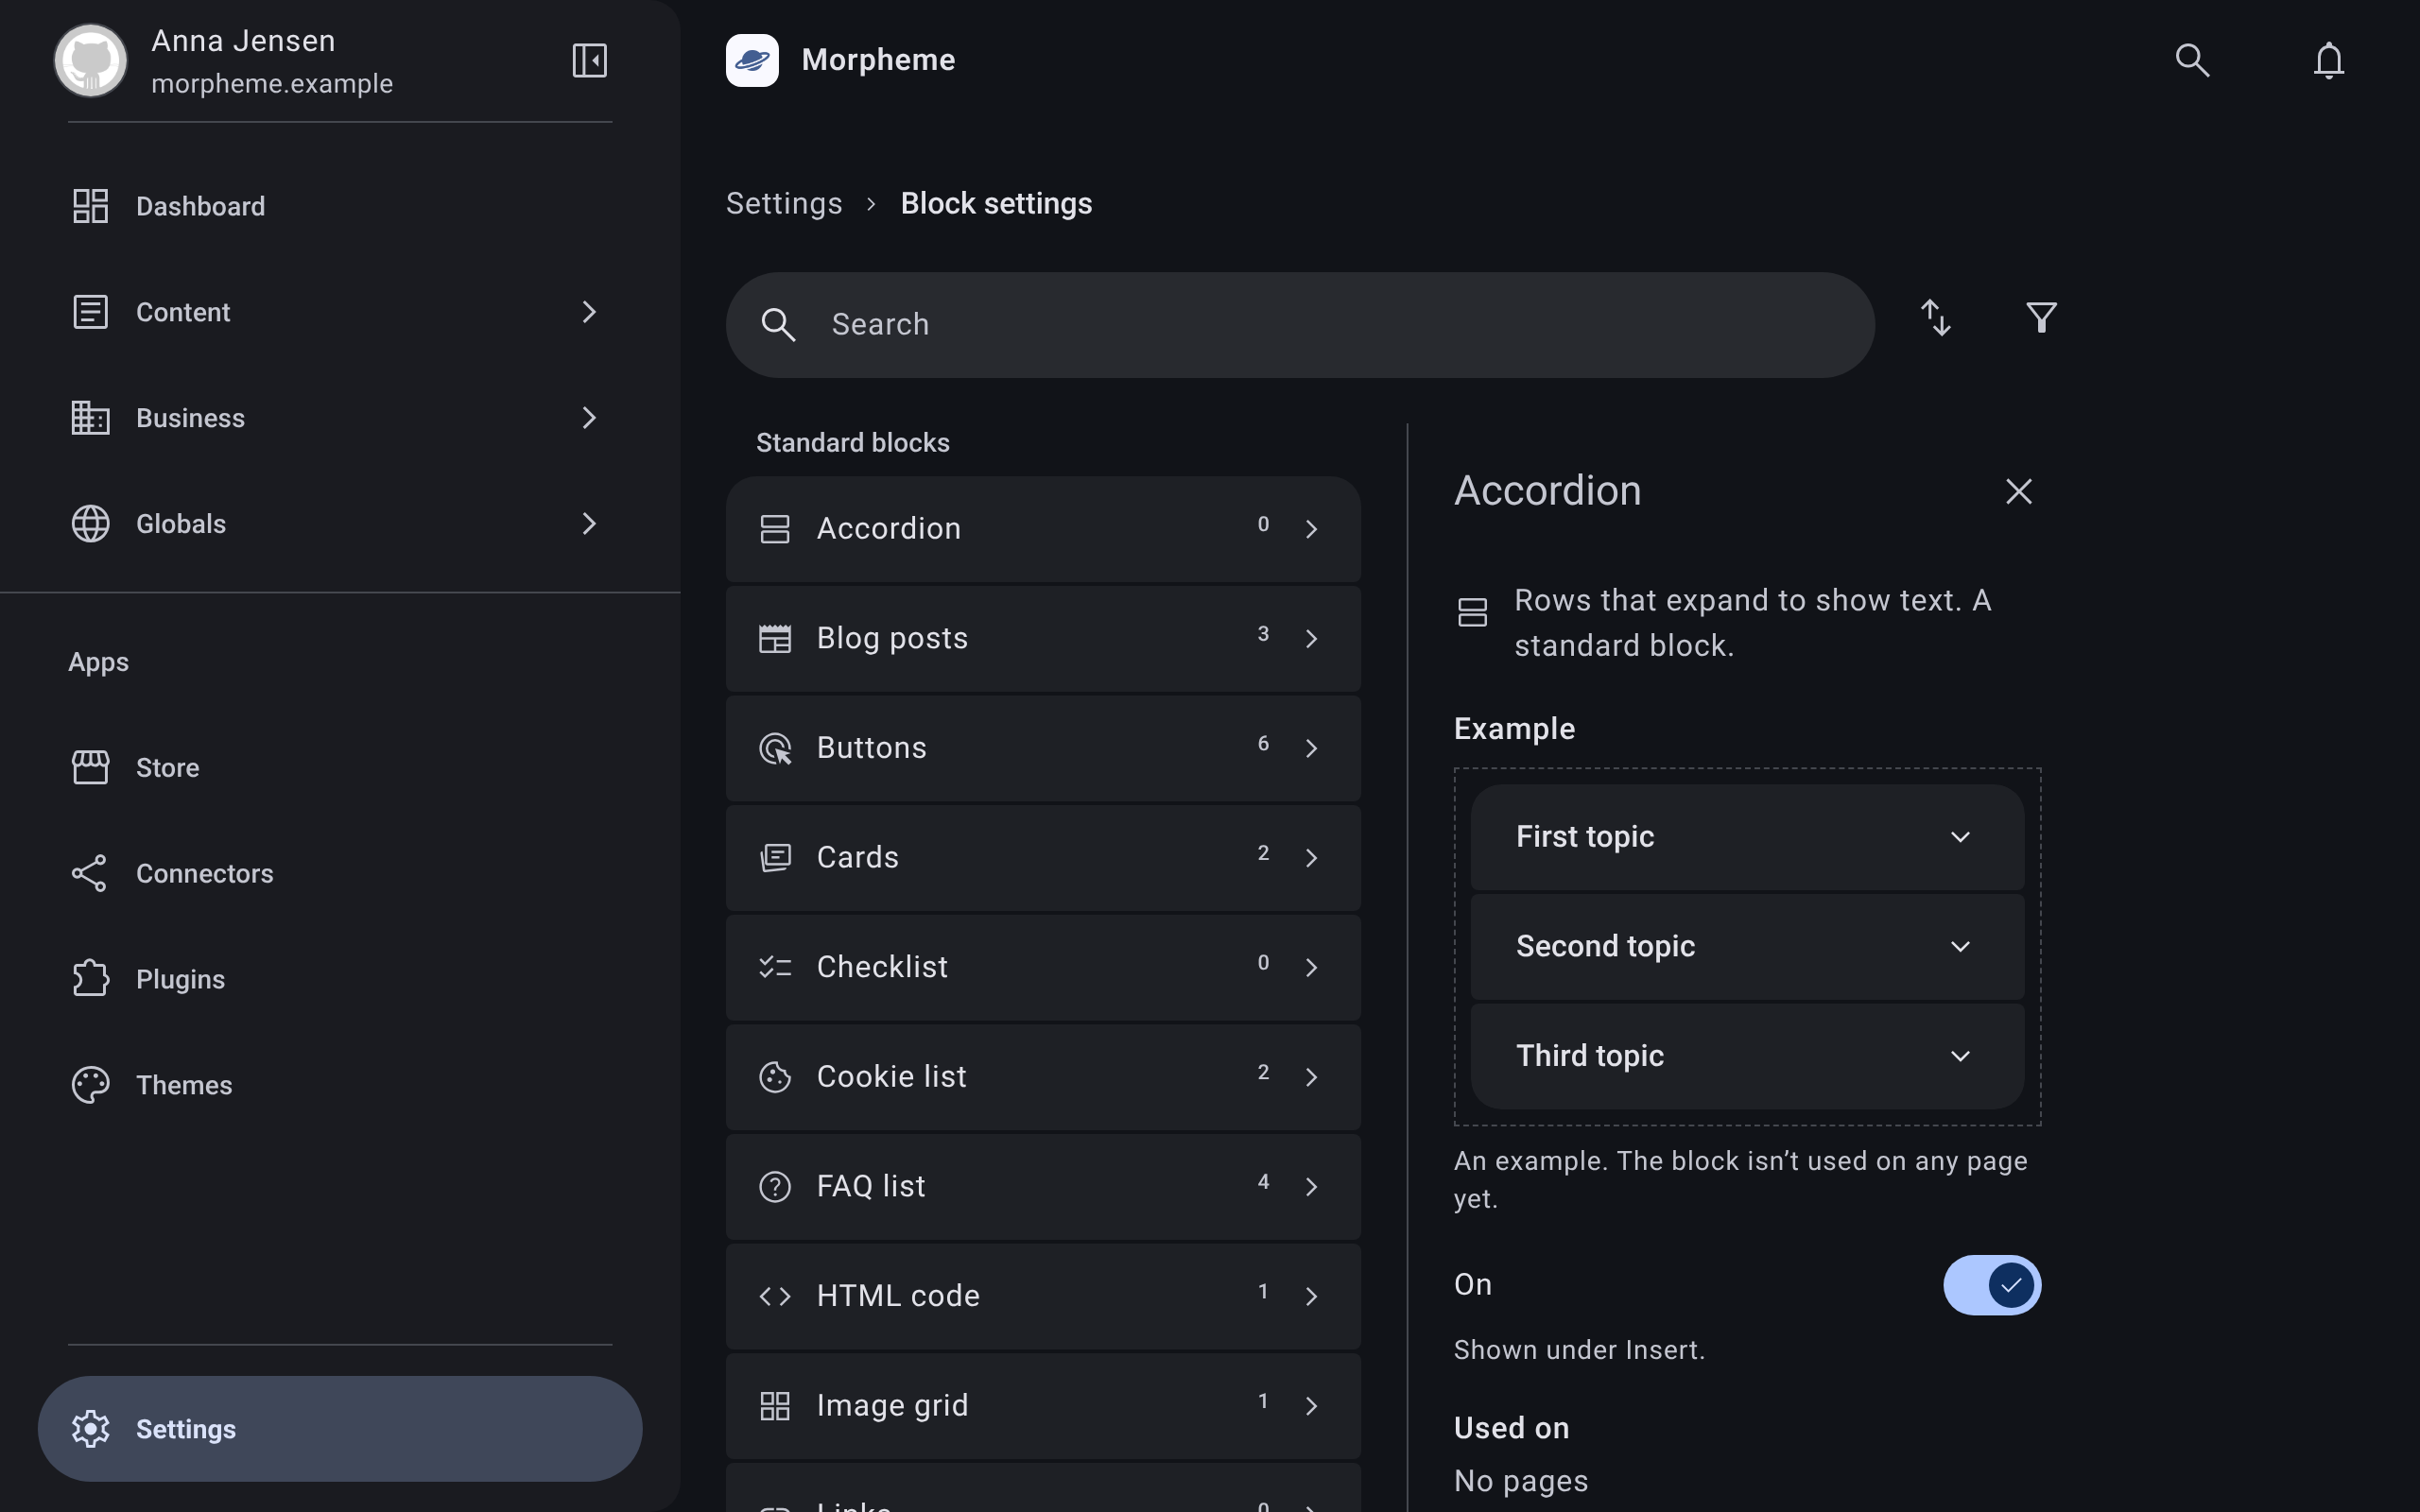 Anna Jensen
morpheme.example
Dashboard
Content
Business
Globals
Apps
Store
Connectors
Plugins
Themes
Settings
Morpheme
Settings › Block settings
Search
Standard blocks
Accordion 0
Blog posts 3
Buttons 6
Cards 2
Checklist 0
Cookie list 2
FAQ list 4
HTML code 1
Image grid 1
Links 0
Accordion
Rows that expand to show text. A
standard block.
Example
First topic
Second topic
Third topic
An example. The block isn’t used on any page
yet.
On
Shown under Insert.
Used on
No pages